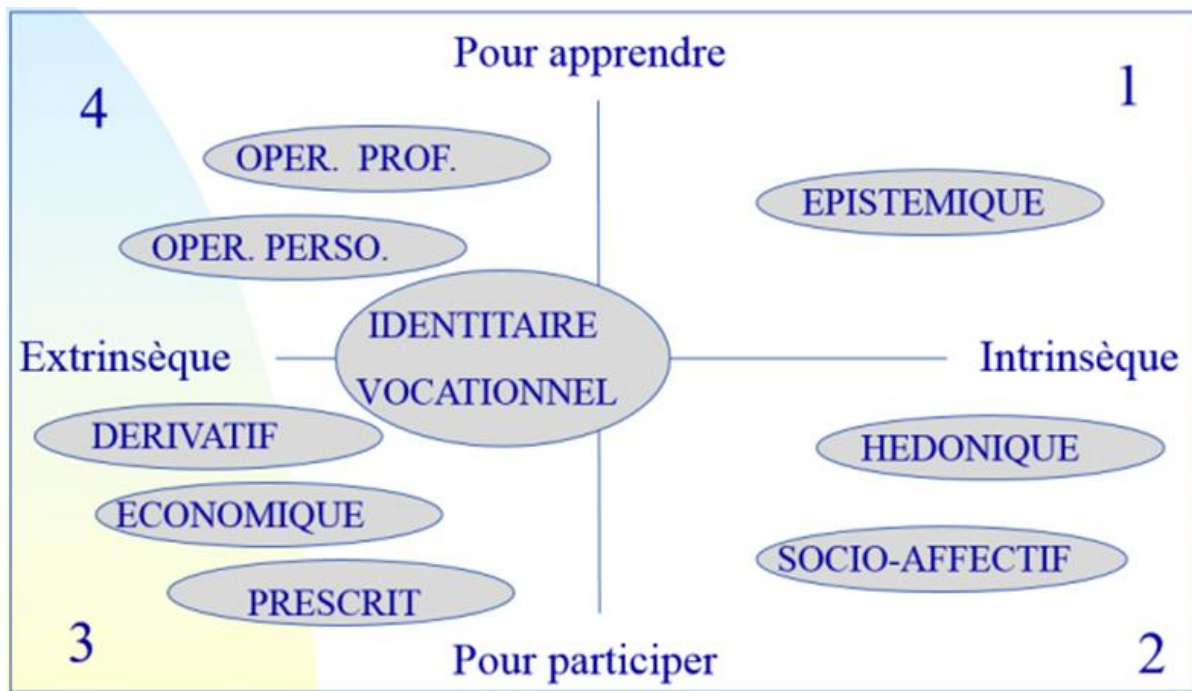 Pour apprendre
1
4
OPER. PROF.
EPISTEMIQUE
OPER. PERSO.
IDENTITAIRE
VOCATIONNEL
Extrinsèque
Intrinsèque
DERIVATIF
HEDONIQUE
ECONOMIQUE
SOCIO-AFFECTIF
PRESCRIT
3
Pour participer
2